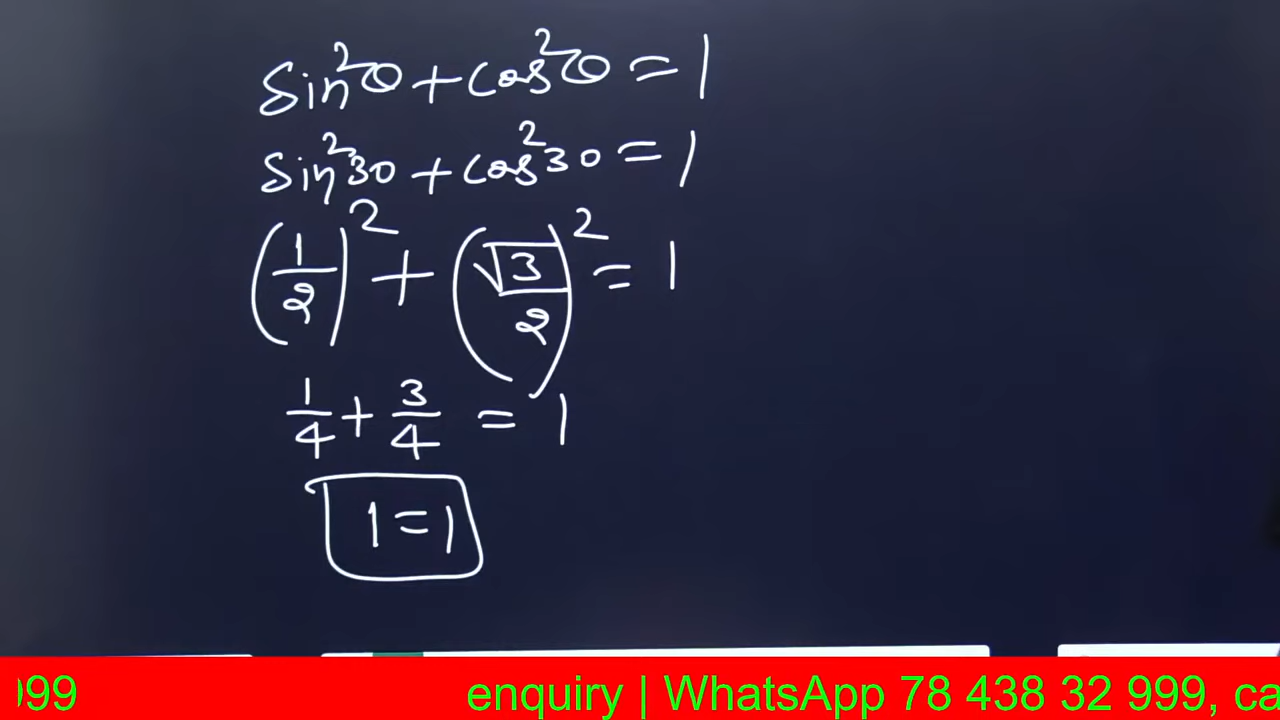 sin²θ + cos²θ = 1
sin²30 + cos²30 = 1
(1/2)² + (√3/2)² = 1
1/4 + 3/4 = 1
1 = 1
999 enquiry | WhatsApp 78 438 32 999, ca